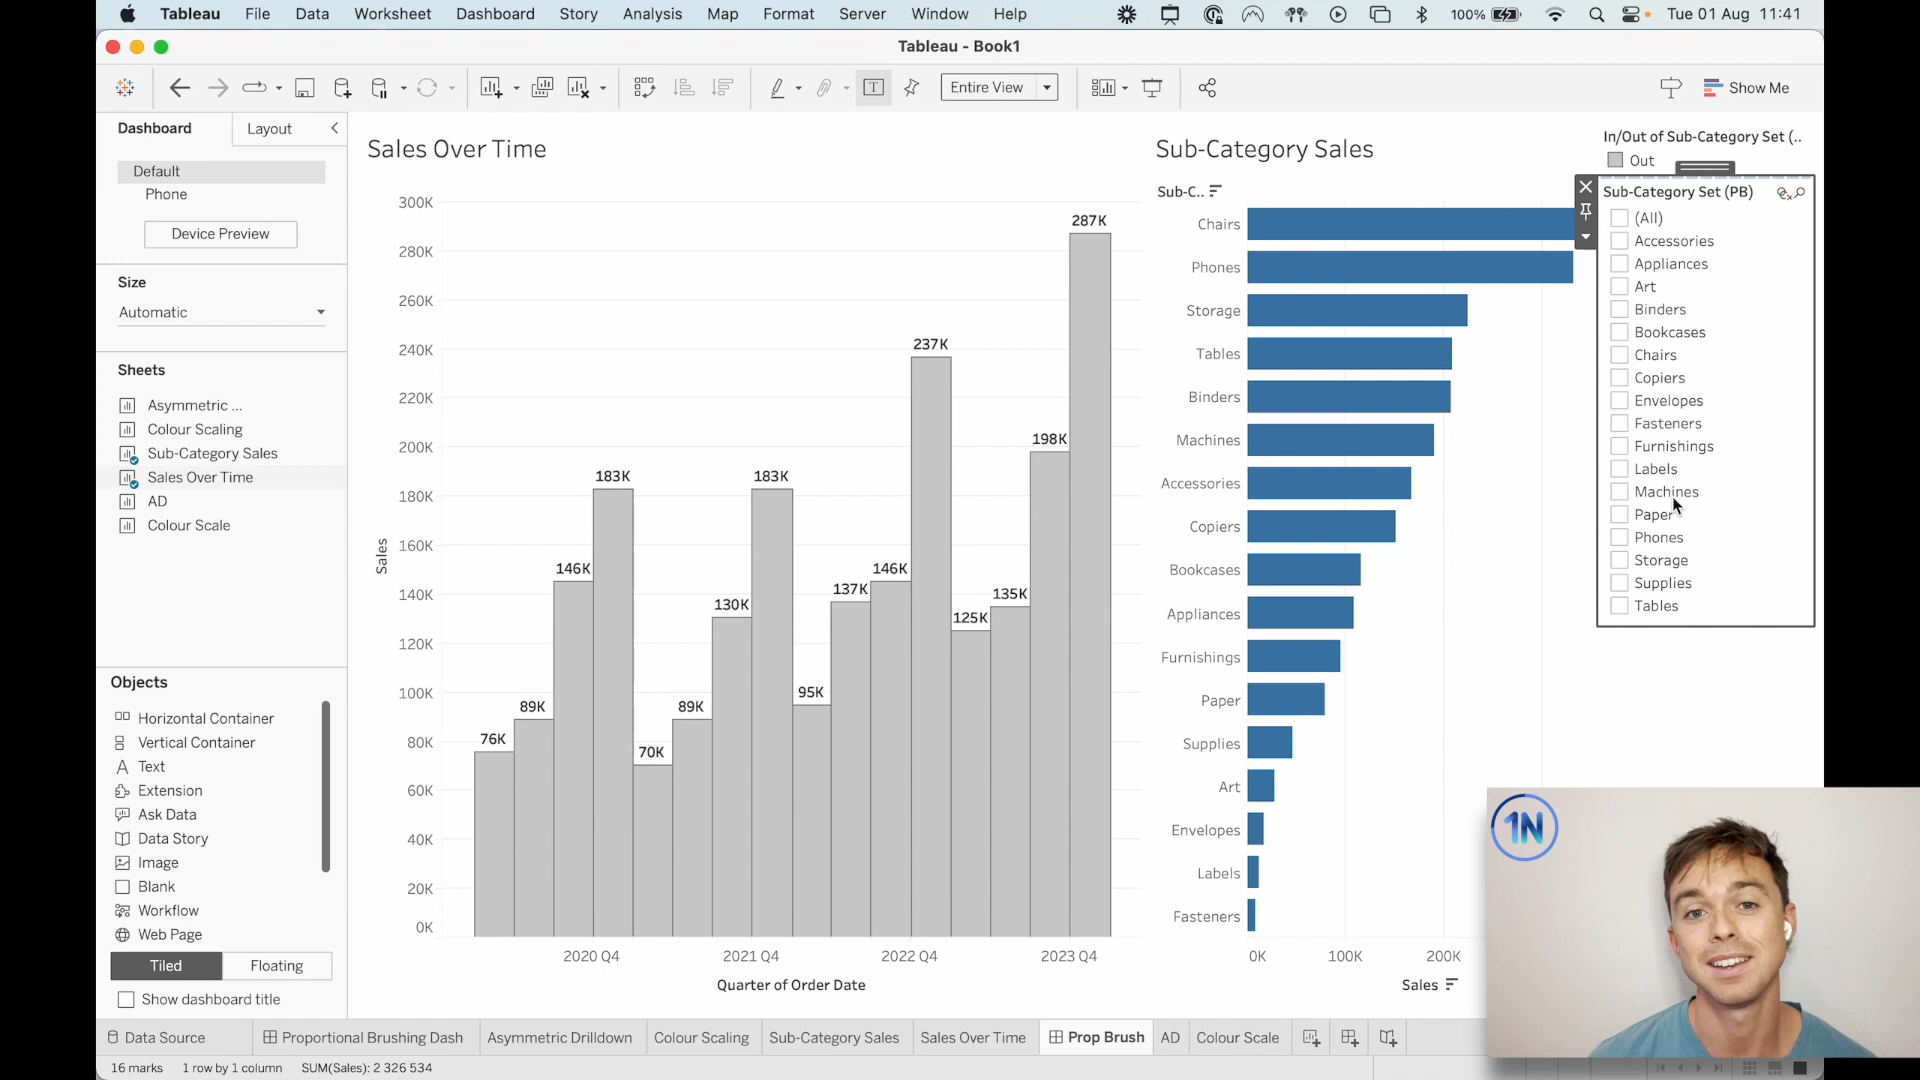 Tableau File Data Worksheet Dashboard Story Analysis Map Format Server Window Help 100% Tue 01 Aug 11:41
Tableau - Book1
Entire View
Show Me
Dashboard Layout
Default
Phone
Device Preview
Size
Automatic
Sheets
Asymmetric ...
Colour Scaling
Sub-Category Sales
Sales Over Time
AD
Colour Scale
Objects
Horizontal Container
Vertical Container
Text
Extension
Ask Data
Data Story
Image
Blank
Workflow
Web Page
Tiled Floating
Show dashboard title
Sales Over Time
300K
280K
260K
240K
220K
200K
180K
160K
140K
120K
100K
80K
60K
40K
20K
0K
Sales
76K
89K
146K
183K
70K
89K
130K
183K
95K
137K
146K
237K
125K
135K
198K
287K
2020 Q4 2021 Q4 2022 Q4 2023 Q4
Quarter of Order Date
Sub-Category Sales
Sub-C..
Chairs
Phones
Storage
Tables
Binders
Machines
Accessories
Copiers
Bookcases
Appliances
Furnishings
Paper
Supplies
Art
Envelopes
Labels
Fasteners
0K 100K 200K
Sales
In/Out of Sub-Category Set (..
Out
Sub-Category Set (PB)
(All)
Accessories
Appliances
Art
Binders
Bookcases
Chairs
Copiers
Envelopes
Fasteners
Furnishings
Labels
Machines
Paper
Phones
Storage
Supplies
Tables
1N
Data Source Proportional Brushing Dash Asymmetric Drilldown Colour Scaling Sub-Category Sales Sales Over Time Prop Brush AD Colour Scale
16 marks 1 row by 1 column SUM(Sales): 2 326 534